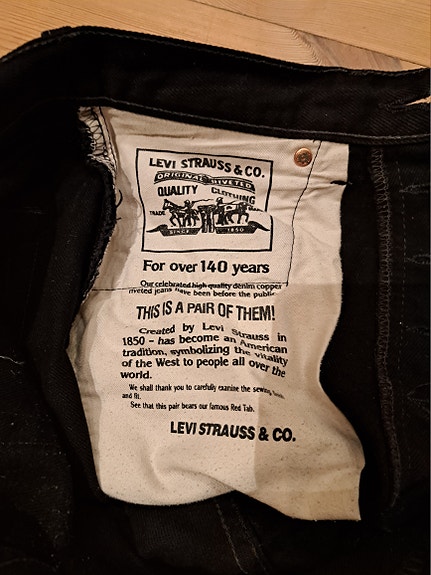 LEVI STRAUSS & CO.
ORIGINAL RIVETED
QUALITY CLOTHING
TRADE MARK
SINCE 1850
For over 140 years
Our celebrated high quality denim copper
riveted jeans have been before the public
THIS IS A PAIR OF THEM!
Created by Levi Strauss in
1850 - has become an American
tradition, symbolizing the vitality
of the West to people all over the
world.
We shall thank you to carefully examine the sewing, finish
and fit.
See that this pair bears our famous Red Tab.
LEVI STRAUSS & CO.